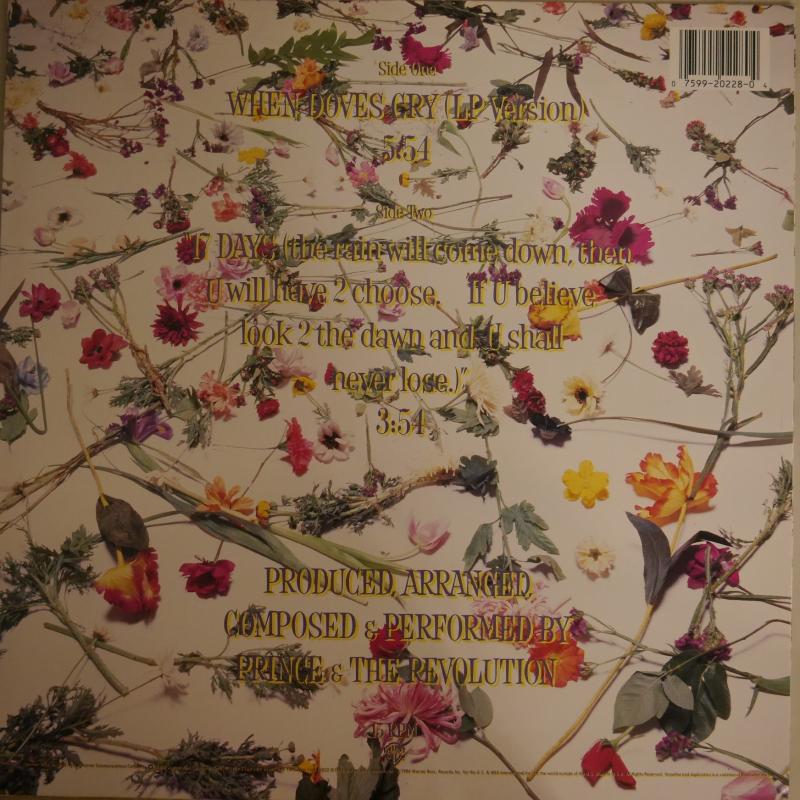 0 7599-20228-0 4
Side One
WHEN DOVES CRY (LP Version)
5:54
Side Two
"17 DAYS (the rain will come down, then
U will have 2 choose. If U believe
look 2 the dawn and U shall
never lose.)"
3:54
PRODUCED, ARRANGED,
COMPOSED & PERFORMED BY
PRINCE & THE REVOLUTION
45 RPM